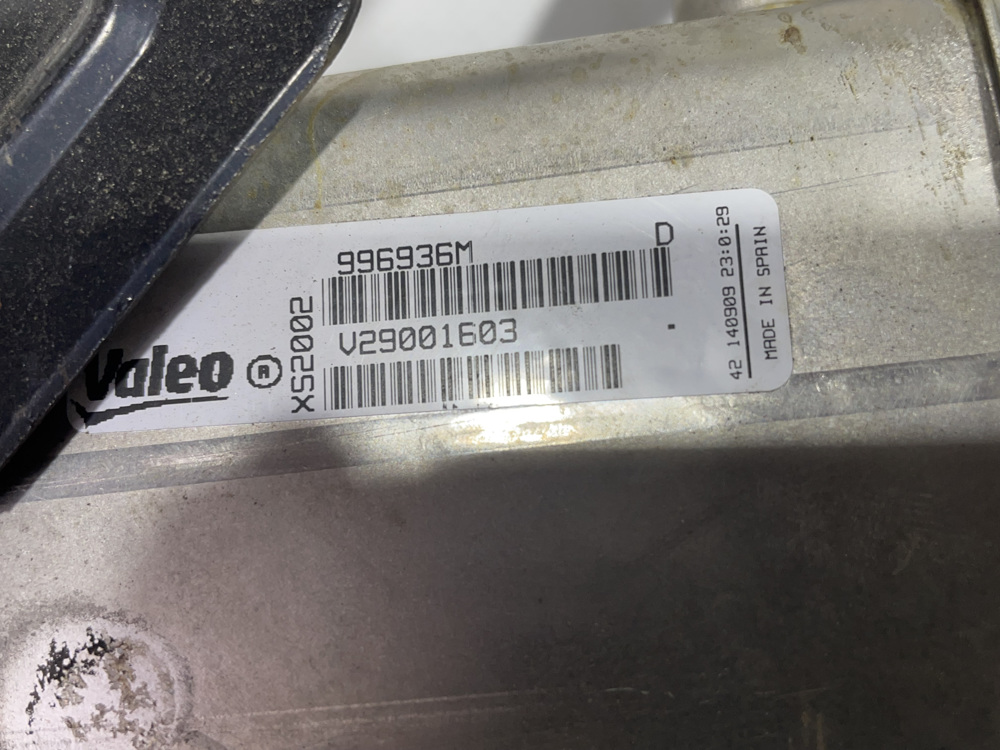 996936M
D
V29001603
Valeo ®
XS2002
42 140909 23:0:29
MADE IN SPAIN